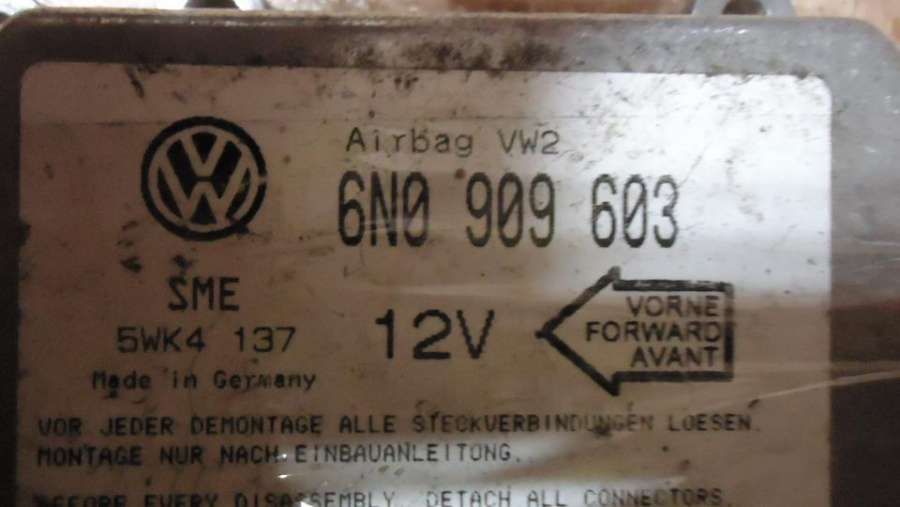 Airbag VW2
6N0 909 603
SME
5WK4 137
12V
VORNE
FORWARD
AVANT
Made in Germany
VOR JEDER DEMONTAGE ALLE STECKVERBINDUNGEN LOESEN.
MONTAGE NUR NACH EINBAUANLEITUNG.
BEFORE EVERY DISASSEMBLY DETACH ALL CONNECTORS.